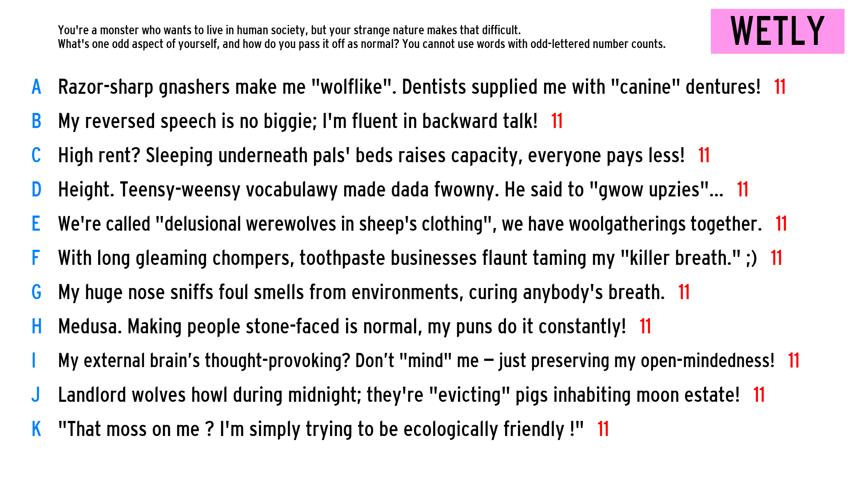 You're a monster who wants to live in human society, but your strange nature makes that difficult.
What's one odd aspect of yourself, and how do you pass it off as normal? You cannot use words with odd-lettered number counts.
WETLY
A Razor-sharp gnashers make me "wolflike". Dentists supplied me with "canine" dentures! 11
B My reversed speech is no biggie; I'm fluent in backward talk! 11
C High rent? Sleeping underneath pals' beds raises capacity, everyone pays less! 11
D Height. Teensy-weensy vocabulawy made dada fwowny. He said to "gwow upzies"... 11
E We're called "delusional werewolves in sheep's clothing", we have woolgatherings together. 11
F With long gleaming chompers, toothpaste businesses flaunt taming my "killer breath." ;) 11
G My huge nose sniffs foul smells from environments, curing anybody's breath. 11
H Medusa. Making people stone-faced is normal, my puns do it constantly! 11
I My external brain’s thought-provoking? Don’t "mind" me – just preserving my open-mindedness! 11
J Landlord wolves howl during midnight; they're "evicting" pigs inhabiting moon estate! 11
K "That moss on me ? I'm simply trying to be ecologically friendly !" 11